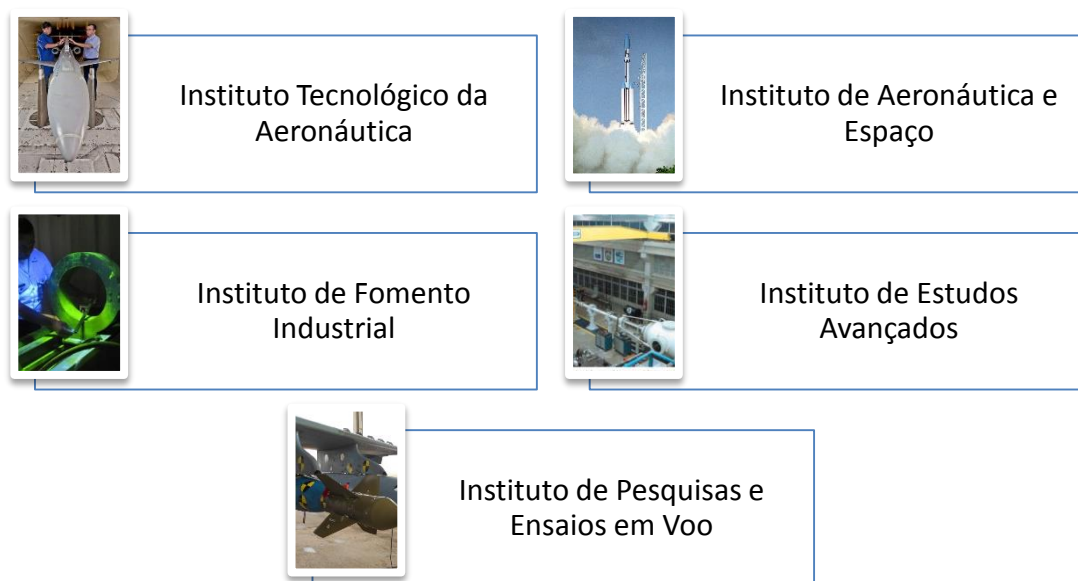 Instituto Tecnológico da
Aeronáutica
Instituto de Aeronáutica e
Espaço
Instituto de Fomento
Industrial
Instituto de Estudos
Avançados
Instituto de Pesquisas e
Ensaios em Voo